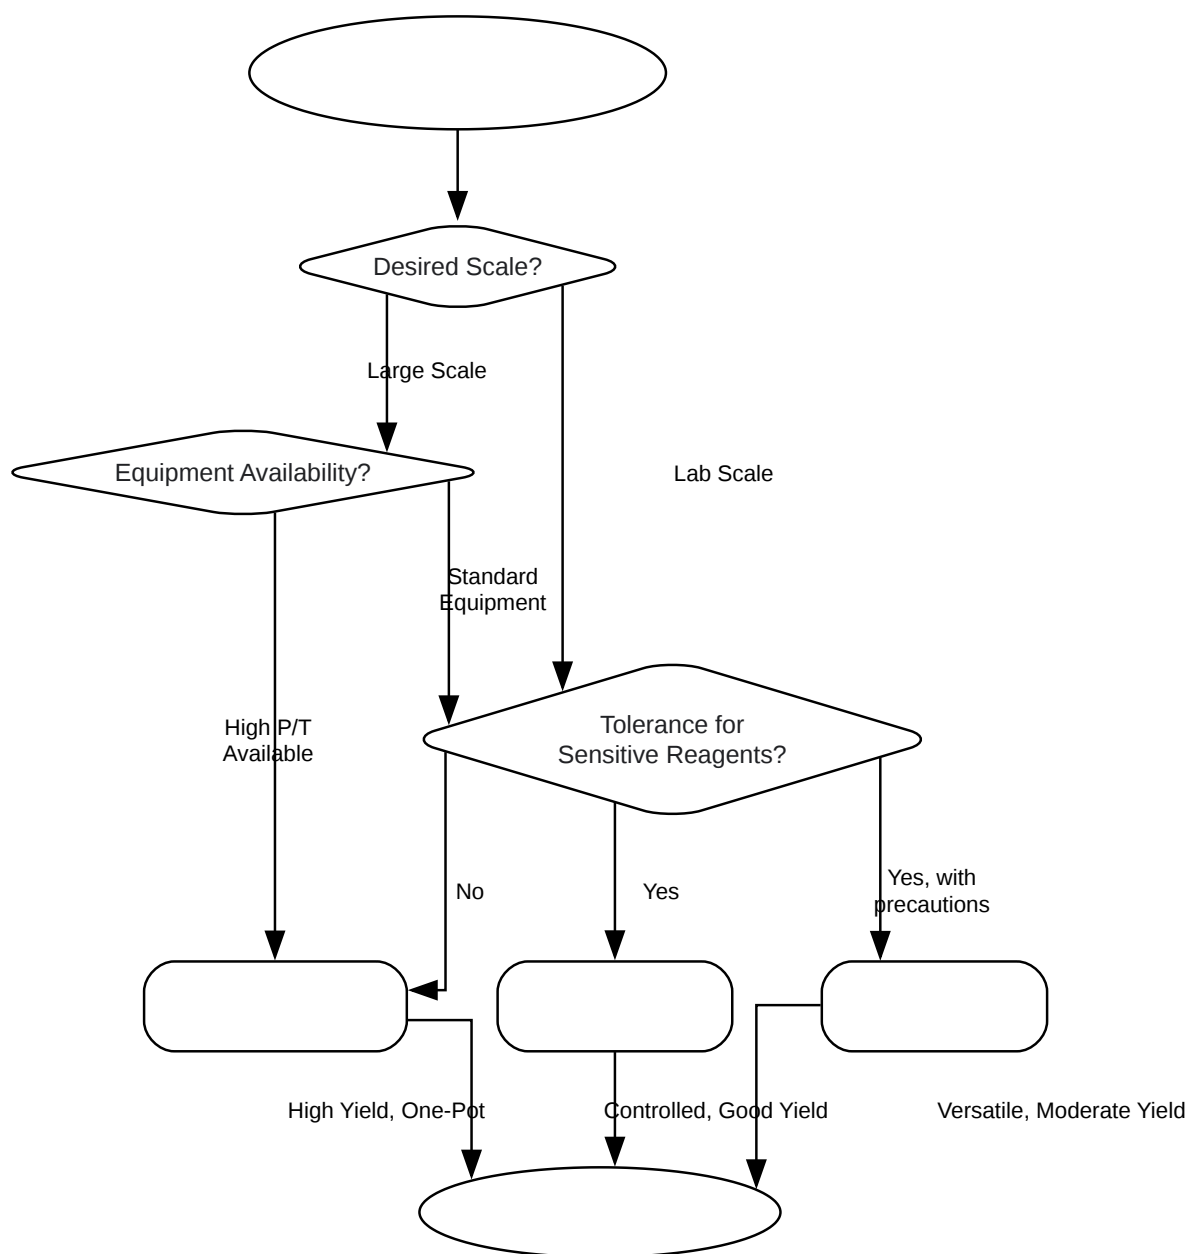 Desired Scale?
Large Scale
Equipment Availability?
Lab Scale
Standard
Equipment
High P/T
Available
Tolerance for
Sensitive Reagents?
No
Yes
Yes, with
precautions
High Yield, One-Pot
Controlled, Good Yield
Versatile, Moderate Yield